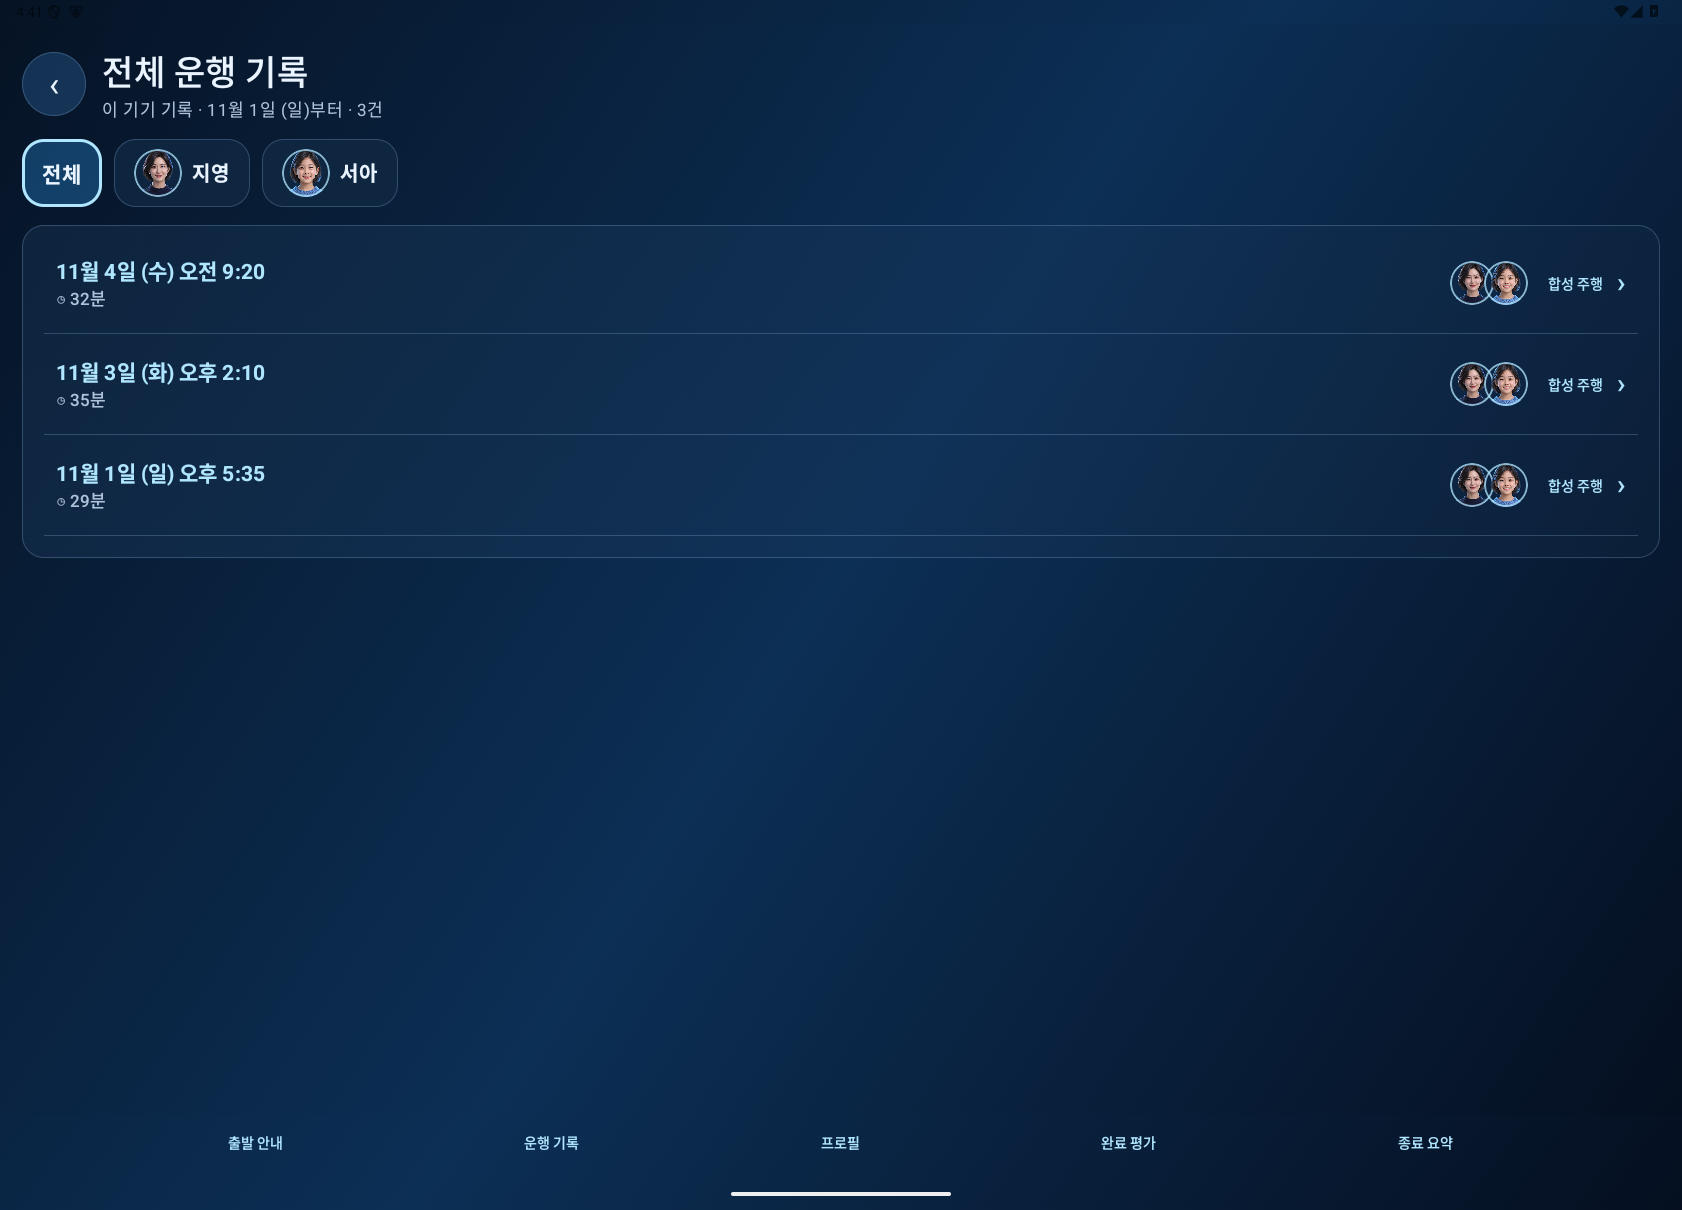 4:41
전체 운행 기록
이 기기 기록 · 11월 1일 (일)부터 · 3건
전체
지영
서아
11월 4일 (수) 오전 9:20
32분
합성 주행
11월 3일 (화) 오후 2:10
35분
합성 주행
11월 1일 (일) 오후 5:35
29분
합성 주행
출발 안내
운행 기록
프로필
완료 평가
종료 요약